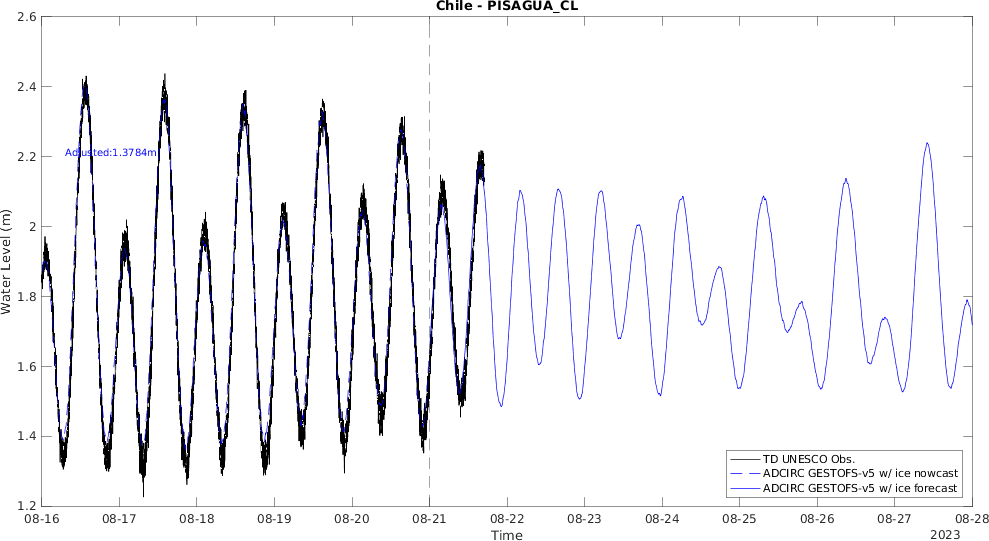 Chile - PISAGUA_CL
2.6
2.4
2.2
2
1.8
1.6
1.4
1.2
Water Level (m)
Adjusted:1.3784m
TD UNESCO Obs.
ADCIRC GESTOFS-v5 w/ ice nowcast
ADCIRC GESTOFS-v5 w/ ice forecast
08-16 08-17 08-18 08-19 08-20 08-21 08-22 08-23 08-24 08-25 08-26 08-27 08-28
Time
2023